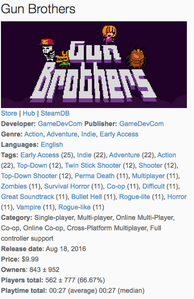 Gun Brothers
GUN
BROTHERS
Store | Hub | SteamDB
Developer: GameDevCom Publisher: GameDevCom
Genre: Action, Adventure, Indie, Early Access
Languages: English
Tags: Early Access (25), Indie (22), Adventure (22), Action
(22), Top-Down (12), Twin Stick Shooter (12), Shooter (12),
Top-Down Shooter (12), Perma Death (11), Multiplayer (11),
Zombies (11), Survival Horror (11), Co-op (11), Difficult (11),
Great Soundtrack (11), Bullet Hell (11), Rogue-lite (11), Horror
(11), Vampire (11), Rogue-like (11)
Category: Single-player, Multi-player, Online Multi-Player,
Co-op, Online Co-op, Cross-Platform Multiplayer, Full
controller support
Release date: Aug 18, 2016
Price: $9.99
Owners: 843 ± 952
Players total: 562 ± 777 (66.67%)
Playtime total: 00:27 (average) 00:27 (median)